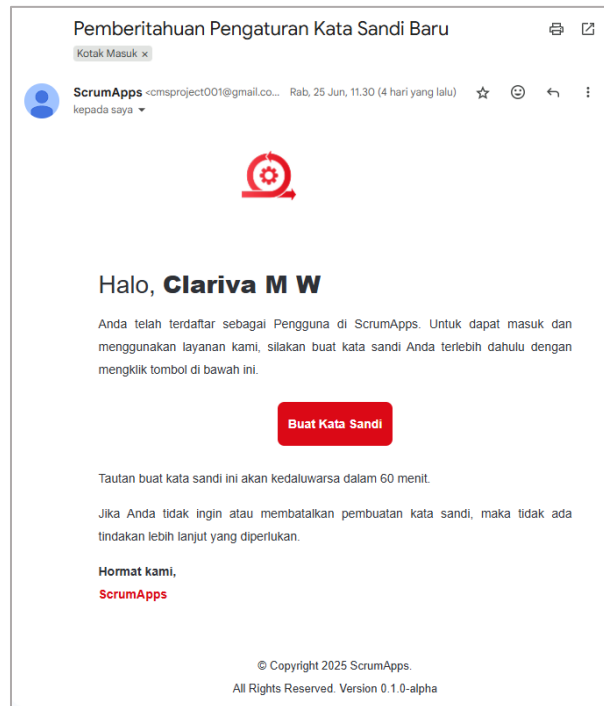 Pemberitahuan Pengaturan Kata Sandi Baru
Kotak Masuk ×
ScrumApps <cmsproject001@gmail.co... Rab, 25 Jun, 11.30 (4 hari yang lalu)
kepada saya
Halo, Clariva M W
Anda telah terdaftar sebagai Pengguna di ScrumApps. Untuk dapat masuk dan
menggunakan layanan kami, silakan buat kata sandi Anda terlebih dahulu dengan
mengklik tombol di bawah ini.
Buat Kata Sandi
Tautan buat kata sandi ini akan kedaluwarsa dalam 60 menit.
Jika Anda tidak ingin atau membatalkan pembuatan kata sandi, maka tidak ada
tindakan lebih lanjut yang diperlukan.
Hormat kami,
ScrumApps
© Copyright 2025 ScrumApps.
All Rights Reserved. Version 0.1.0-alpha